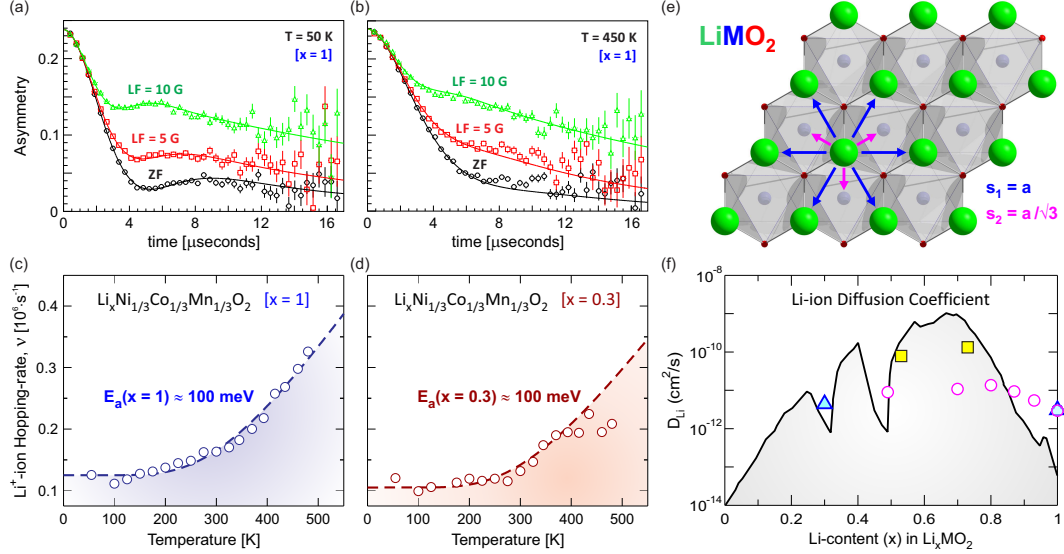 (a)
T = 50 K
[x = 1]
LF = 10 G
LF = 5 G
ZF
Asymmetry
0.2
0.1
0
0
4
8
12
16
time [μseconds]
(b)
T = 450 K
[x = 1]
LF = 10 G
LF = 5 G
ZF
0
4
8
12
16
time [μseconds]
(e)
LiMO2
s1 = a
s2 = a/√3
(c)
LixNi1/3Co1/3Mn1/3O2 [x = 1]
Ea(x = 1) ≈ 100 meV
Li+-ion Hopping-rate, ν [10^6·s^-1]
0.4
0.3
0.2
0.1
0
100
200
300
400
500
Temperature [K]
(d)
LixNi1/3Co1/3Mn1/3O2 [x = 0.3]
Ea(x = 0.3) ≈ 100 meV
0
100
200
300
400
500
Temperature [K]
(f)
Li-ion Diffusion Coefficient
DLi (cm2/s)
10^-8
10^-10
10^-12
10^-14
0
0.2
0.4
0.6
0.8
1
Li-content (x) in LixMO2